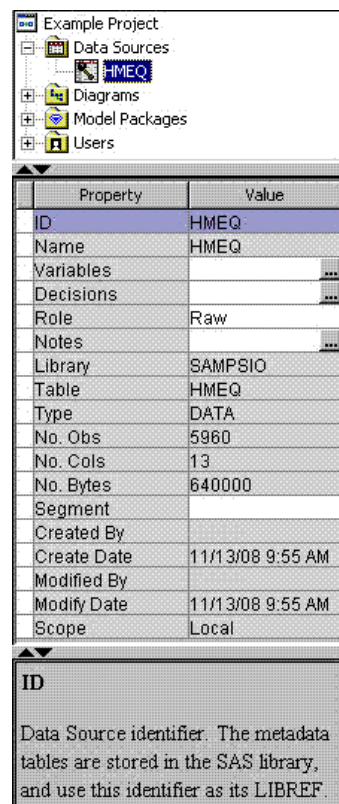 Example Project
Data Sources
HMEQ
Diagrams
Model Packages
Users
Property Value
ID HMEQ
Name HMEQ
Variables ...
Decisions ...
Role Raw
Notes ...
Library SAMPSIO
Table HMEQ
Type DATA
No. Obs 5960
No. Cols 13
No. Bytes 640000
Segment
Created By
Create Date 11/13/08 9:55 AM
Modified By
Modify Date 11/13/08 9:55 AM
Scope Local
ID
Data Source identifier. The metadata
tables are stored in the SAS library,
and use this identifier as its LIBREF.